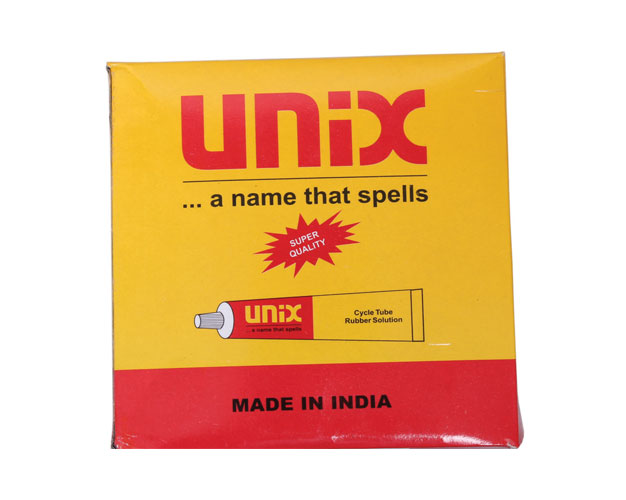 unix
... a name that spells
SUPER
QUALITY
unix
...a name that spells
Cycle Tube
Rubber Solution
MADE IN INDIA